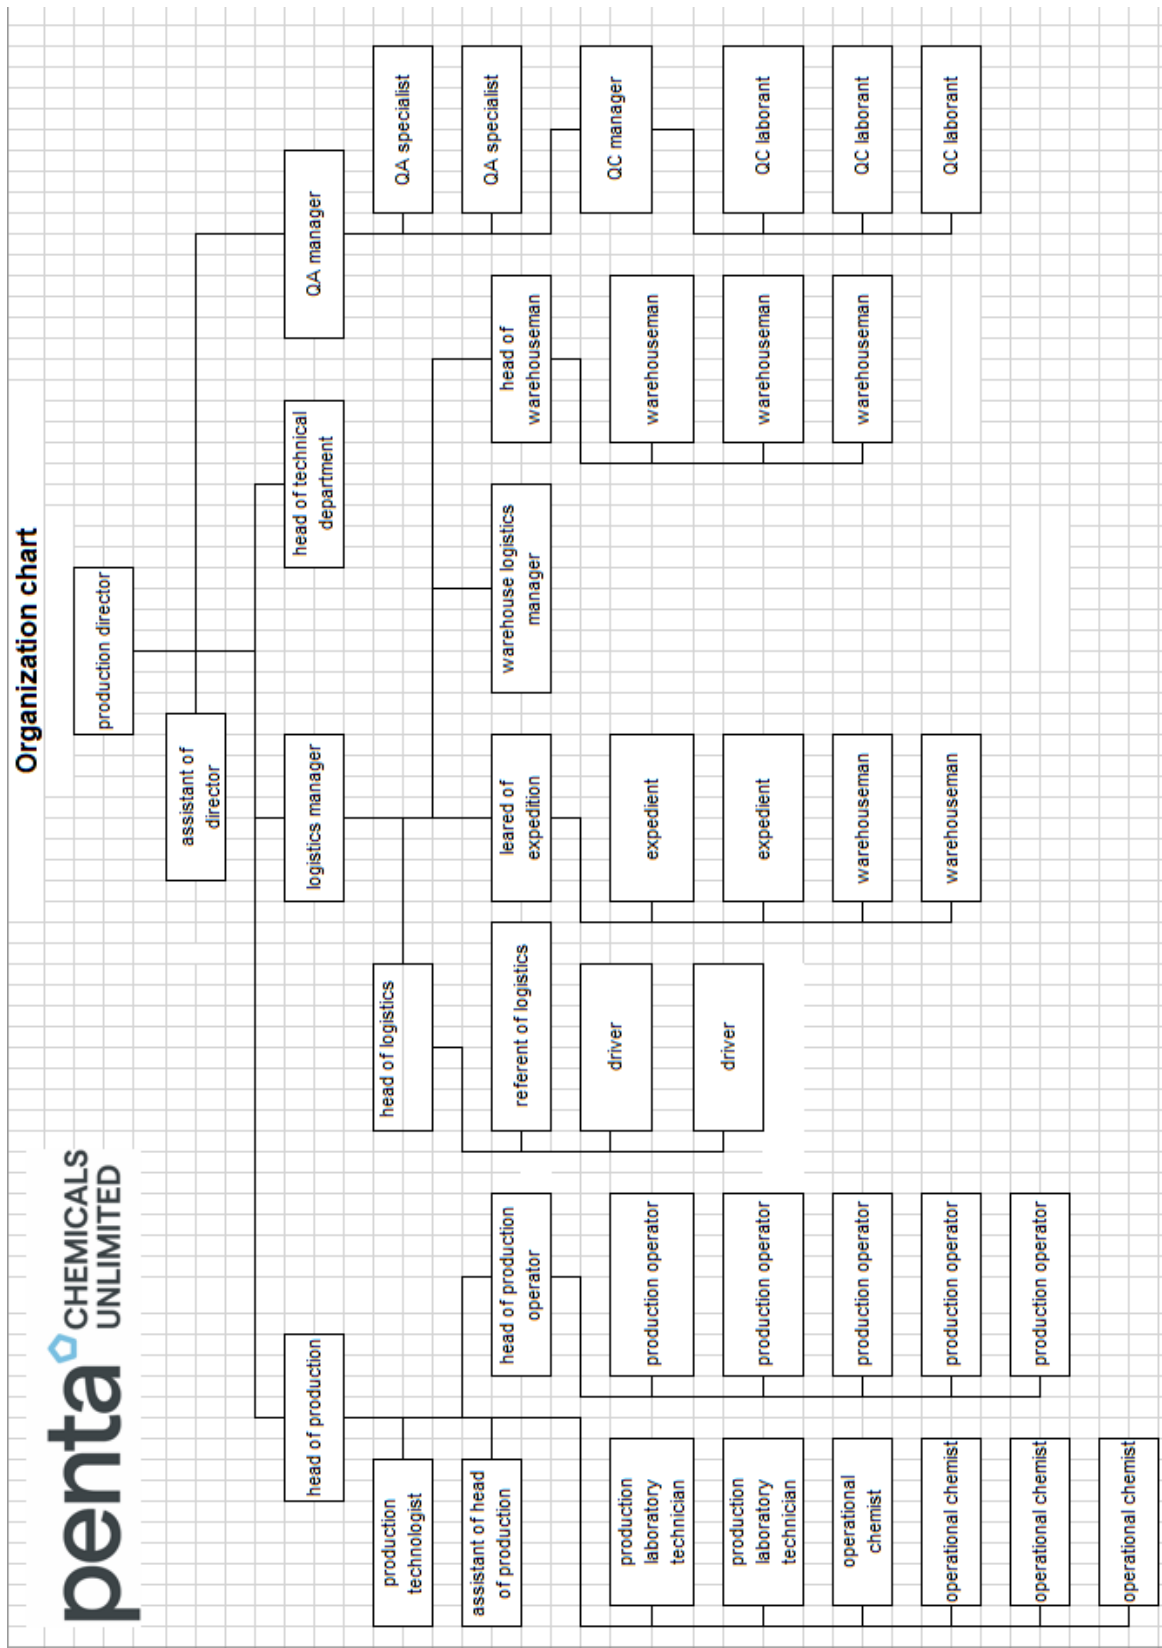 penta CHEMICALS
UNLIMITED
Organization chart
production director
assistant of
director
head of production
logistics manager
head of technical
department
QA manager
production
technologist
head of logistics
QA specialist
assistant of head
of production
QA specialist
head of production
operator
referent of logistics
leared of
expedition
warehouse logistics
manager
head of
warehouseman
driver
QC manager
production
laboratory
technician
production operator
expedient
warehouseman
driver
production
laboratory
technician
production operator
expedient
warehouseman
QC laborant
operational
chemist
production operator
warehouseman
warehouseman
QC laborant
operational chemist
production operator
warehouseman
QC laborant
operational chemist
production operator
operational chemist